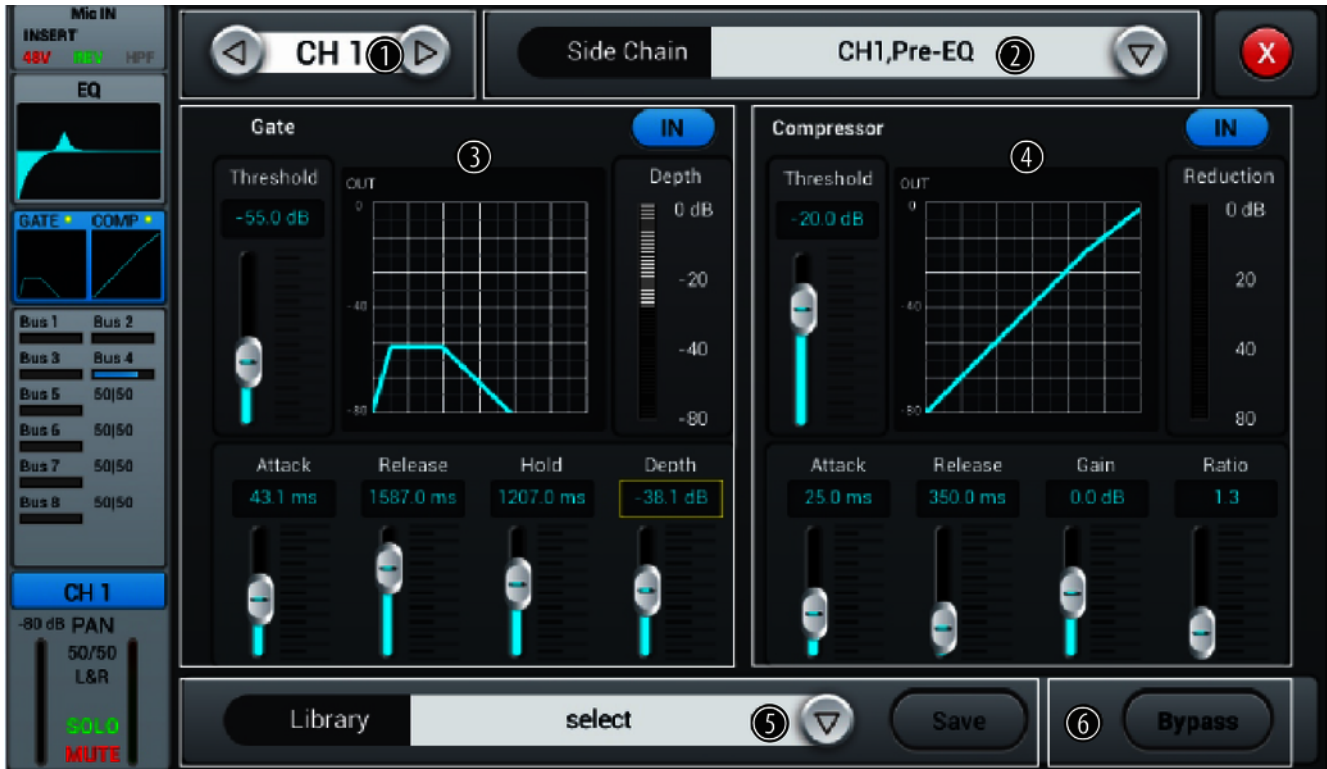 Mic IN
INSERT
48V REV HPF
EQ
GATE COMP
Bus 1 Bus 2
Bus 3 Bus 4
Bus 5 50|50
Bus 6 50|50
Bus 7 50|50
Bus 8 50|50
CH 1
-80 dB PAN
50/50
L&R
SOLO
MUTE
CH 1 ①
Side Chain CH1,Pre-EQ ②
X
Gate IN
③
Threshold
-55.0 dB
OUT
0
-40
-80
Depth
0 dB
-20
-40
-80
Attack Release Hold Depth
43.1 ms 1587.0 ms 1207.0 ms -38.1 dB
Compressor IN
④
Threshold
-20.0 dB
OUT
0
-40
-80
Reduction
0 dB
20
40
80
Attack Release Gain Ratio
25.0 ms 350.0 ms 0.0 dB 1.3
Library select ⑤ Save
⑥ Bypass